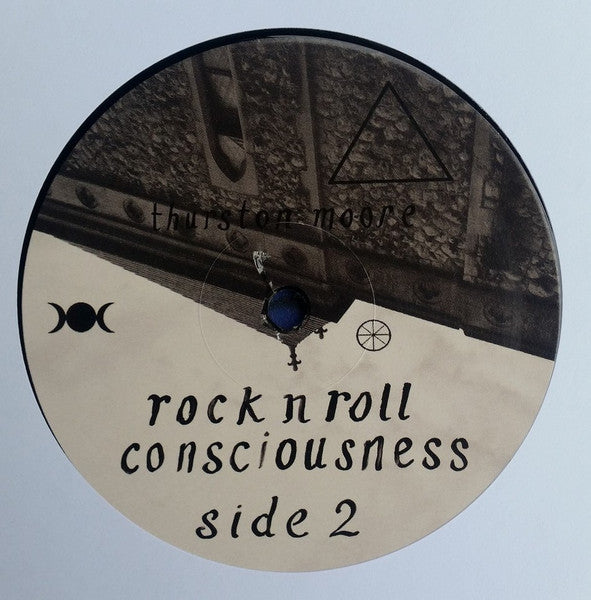 thurston moore
rock n roll
consciousness
side 2